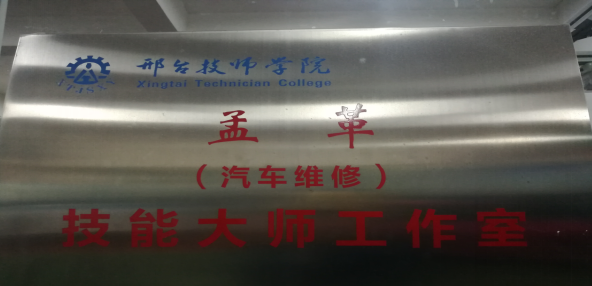 邢台技师学院
Xingtai Technician College
孟 革
（汽车维修）
技能大师工作室